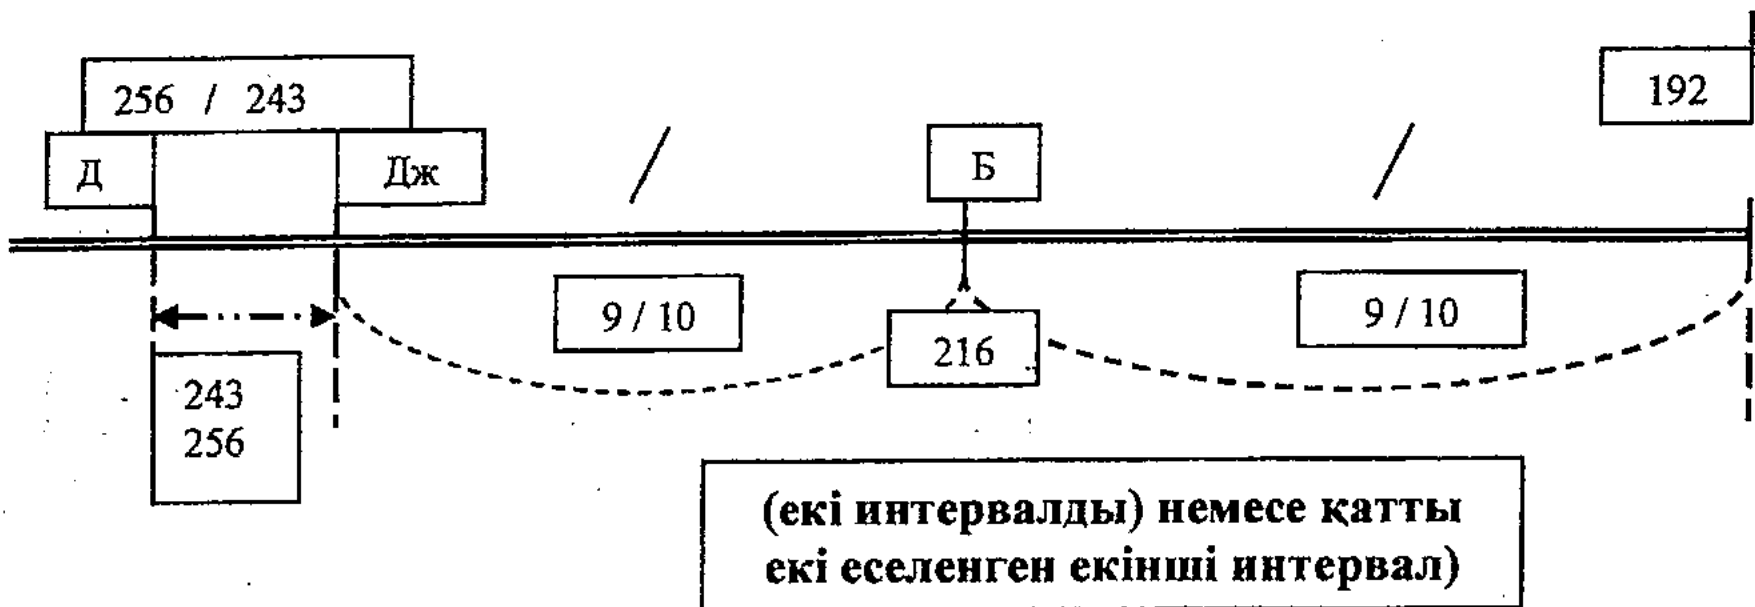 256 / 243
192
Д
Дж
/
Б
/
9 / 10
9 / 10
216
243
256
(екі интервалды) немесе қатты
екі еселенген екінші интервал)